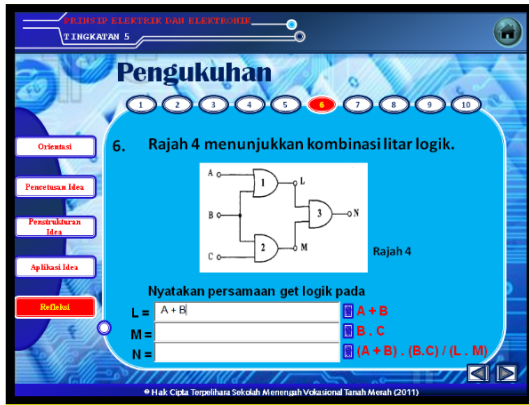 PRINSIP ELEKTRIK DAN ELEKTRONIK
TINGKATAN 5
Pengukuhan
1 2 3 4 5 6 7 8 9 10
Orientasi
Pencetusan Idea
Penstrukturan
Idea
Aplikasi Idea
Refleksi
6. Rajah 4 menunjukkan kombinasi litar logik.
A 1 L
B 3 N
2 M
C
Rajah 4
Nyatakan persamaan get logik pada
L = A + B A + B
M = B . C
N = (A + B) . (B.C) / (L . M)
© Hak Cipta Terpelihara Sekolah Menengah Vokasional Tanah Merah (2011)